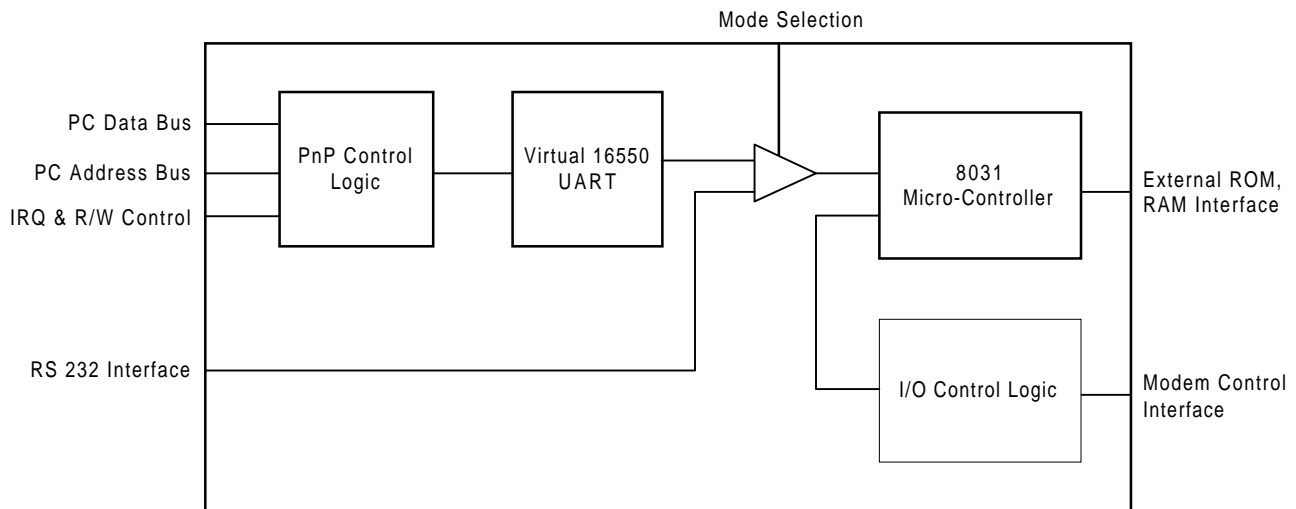 Mode Selection
PC Data Bus
PC Address Bus
IRQ & R/W Control
PnP Control
Logic
Virtual 16550
UART
8031
Micro-Controller
External ROM,
RAM Interface
RS 232 Interface
I/O Control Logic
Modem Control
Interface